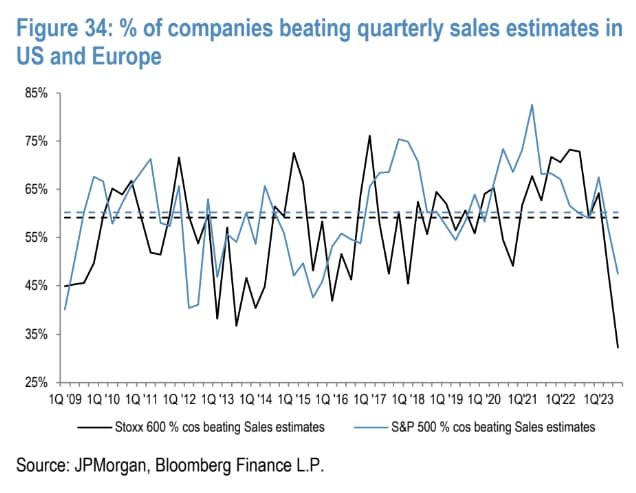 Figure 34: % of companies beating quarterly sales estimates in
US and Europe
85%
75%
65%
55%
45%
35%
25%
1Q '09 1Q '10 1Q '11 1Q '12 1Q '13 1Q '14 1Q '15 1Q '16 1Q '17 1Q '18 1Q '19 1Q '20 1Q'21 1Q'22 1Q'23
Stoxx 600 % cos beating Sales estimates S&P 500 % cos beating Sales estimates
Source: JPMorgan, Bloomberg Finance L.P.